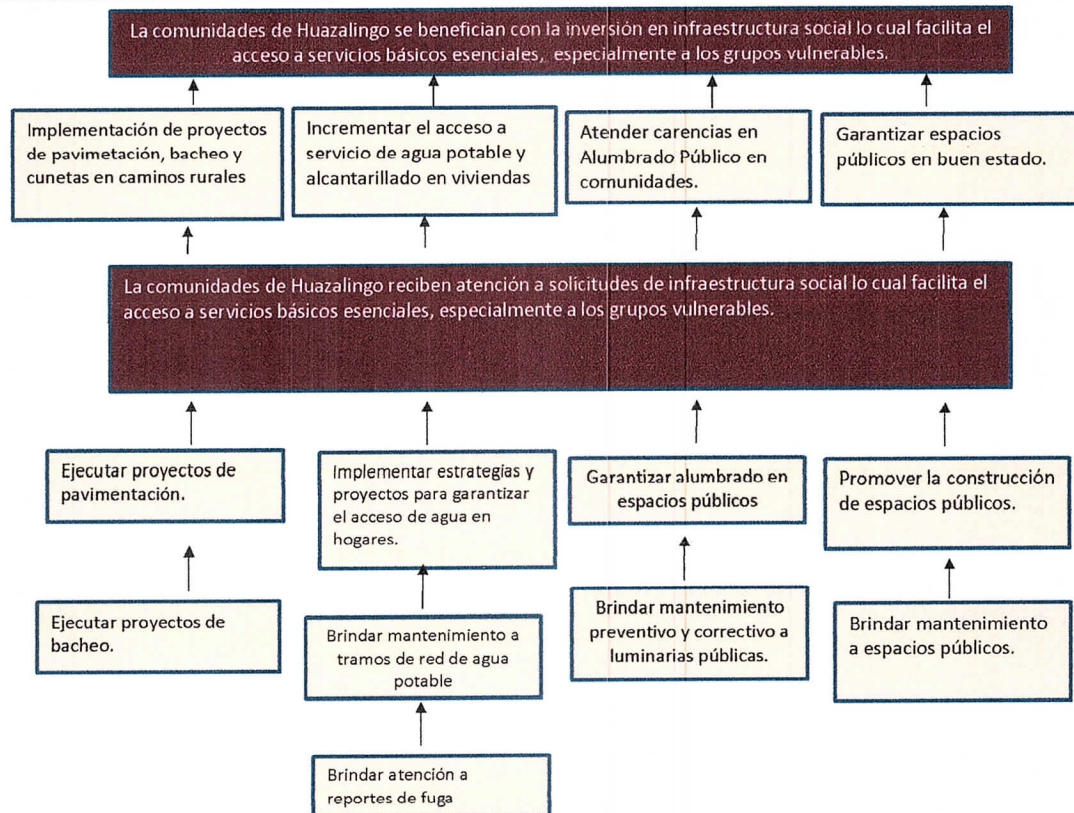 La comunidades de Huazalingo se benefician con la inversión en infraestructura social lo cual facilita el
acceso a servicios básicos esenciales, especialmente a los grupos vulnerables.
Implementación de proyectos
de pavimetación, bacheo y
cunetas en caminos rurales
Incrementar el acceso a
servicio de agua potable y
alcantarillado en viviendas
Atender carencias en
Alumbrado Público en
comunidades.
Garantizar espacios
públicos en buen estado.
La comunidades de Huazalingo reciben atención a solicitudes de infraestructura social lo cual facilita el
acceso a servicios básicos esenciales, especialmente a los grupos vulnerables.
Ejecutar proyectos de
pavimentación.
Implementar estrategías y
proyectos para garantizar
el acceso de agua en
hogares.
Garantizar alumbrado en
espacios públicos
Promover la construcción
de espacios públicos.
Ejecutar proyectos de
bacheo.
Brindar mantenimiento a
tramos de red de agua
potable
Brindar mantenimiento
preventivo y correctivo a
luminarias públicas.
Brindar mantenimiento
a espacios públicos.
Brindar atención a
reportes de fuga